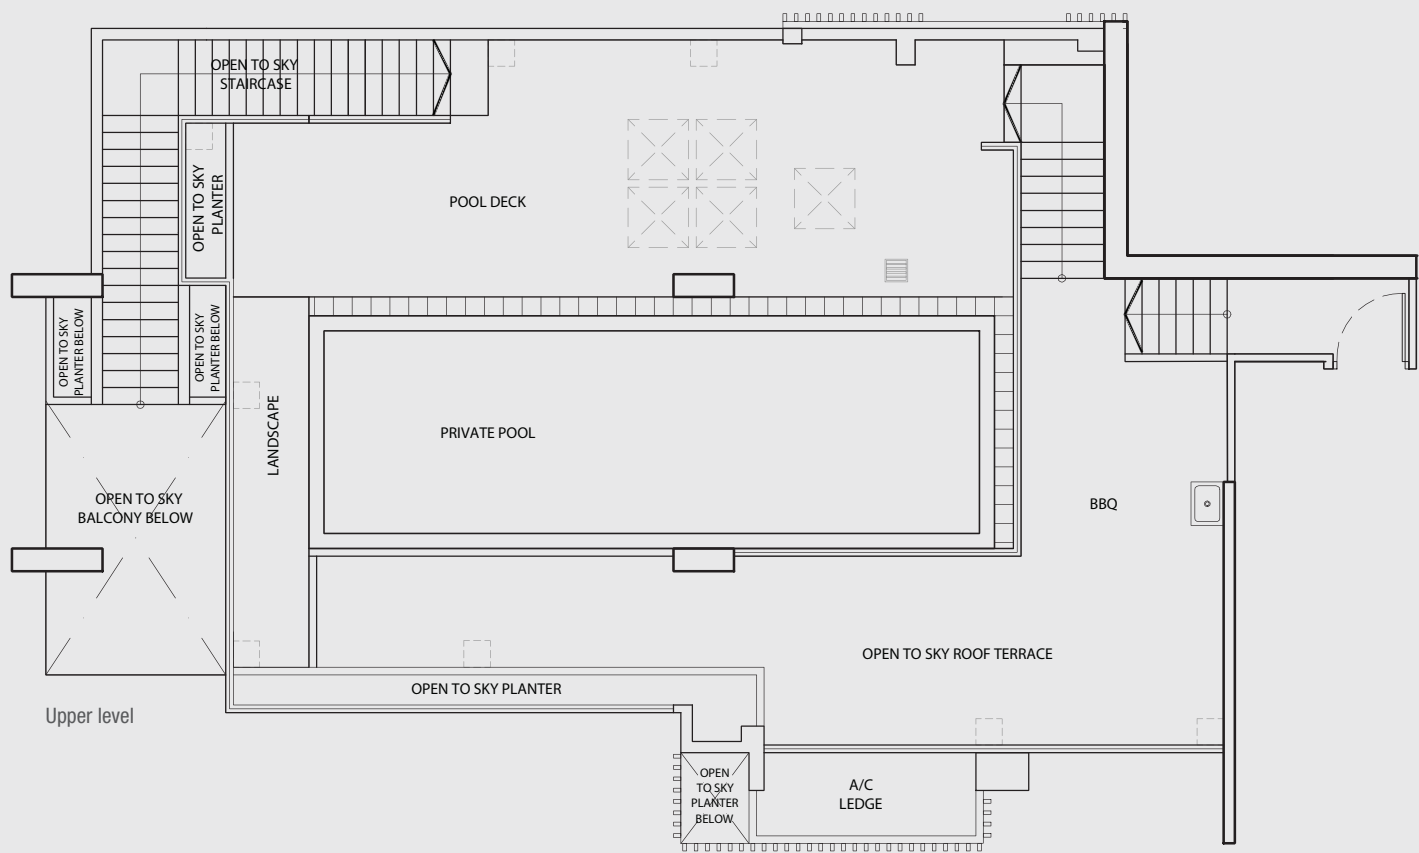 OPEN TO SKY
STAIRCASE
OPEN TO SKY
PLANTER
POOL DECK
OPEN TO SKY
PLANTER BELOW
OPEN TO SKY
PLANTER BELOW
LANDSCAPE
PRIVATE POOL
OPEN TO SKY
BALCONY BELOW
BBQ
OPEN TO SKY ROOF TERRACE
OPEN TO SKY PLANTER
Upper level
OPEN
TO SKY
PLANTER
BELOW
A/C
LEDGE